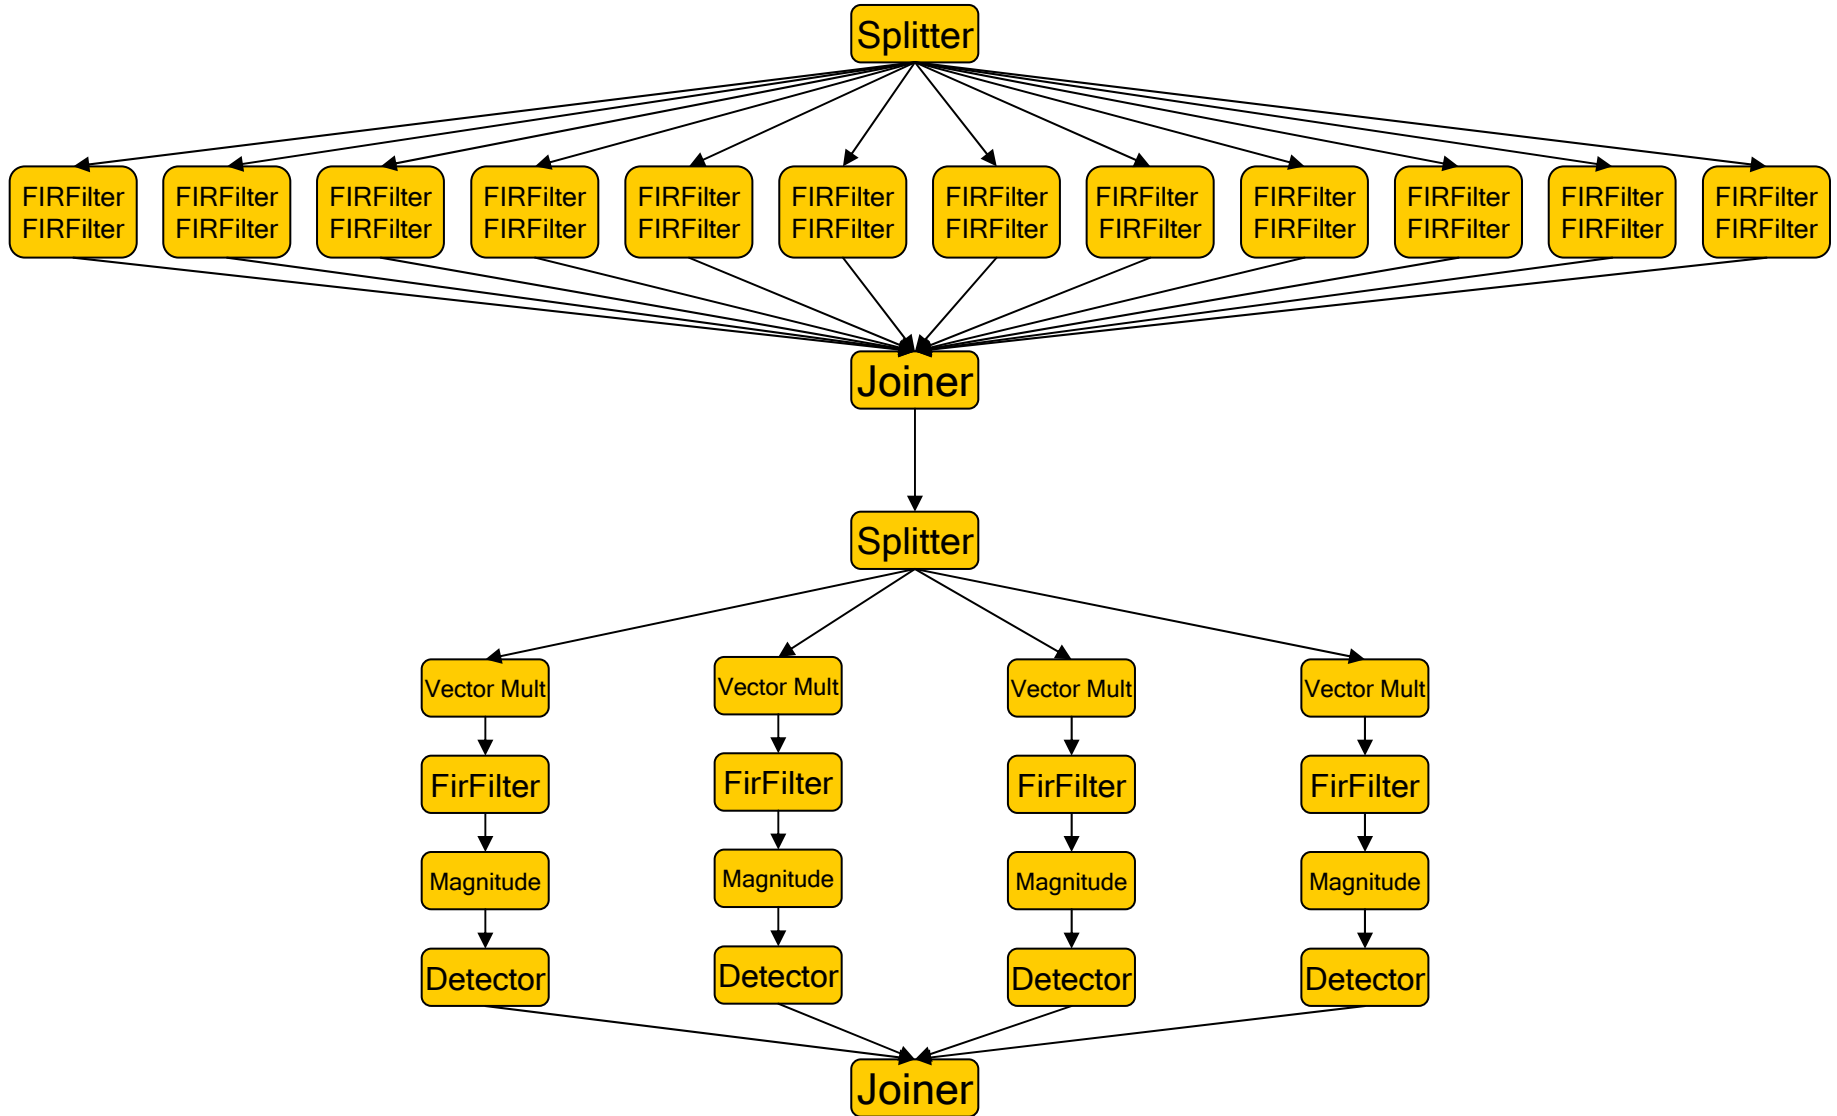 Splitter
FIRFilter FIRFilter FIRFilter FIRFilter FIRFilter FIRFilter FIRFilter FIRFilter FIRFilter FIRFilter FIRFilter FIRFilter
FIRFilter FIRFilter FIRFilter FIRFilter FIRFilter FIRFilter FIRFilter FIRFilter FIRFilter FIRFilter FIRFilter FIRFilter
Joiner
Splitter
Vector Mult Vector Mult Vector Mult Vector Mult
FirFilter FirFilter FirFilter FirFilter
Magnitude Magnitude Magnitude Magnitude
Detector Detector Detector Detector
Joiner